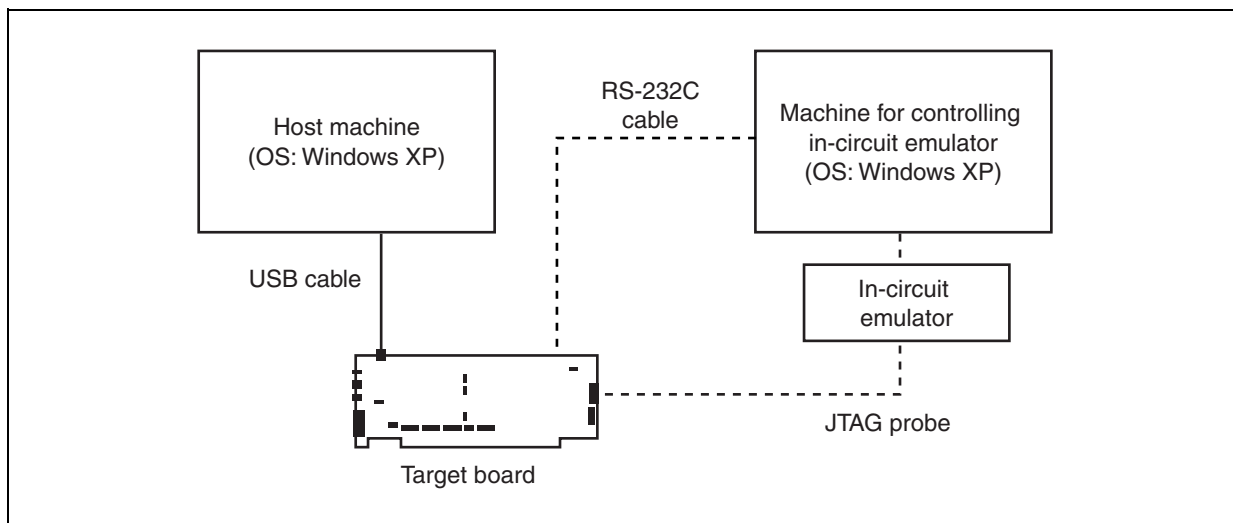 Host machine
(OS: Windows XP)
RS-232C
cable
Machine for controlling
in-circuit emulator
(OS: Windows XP)
USB cable
In-circuit
emulator
JTAG probe
Target board